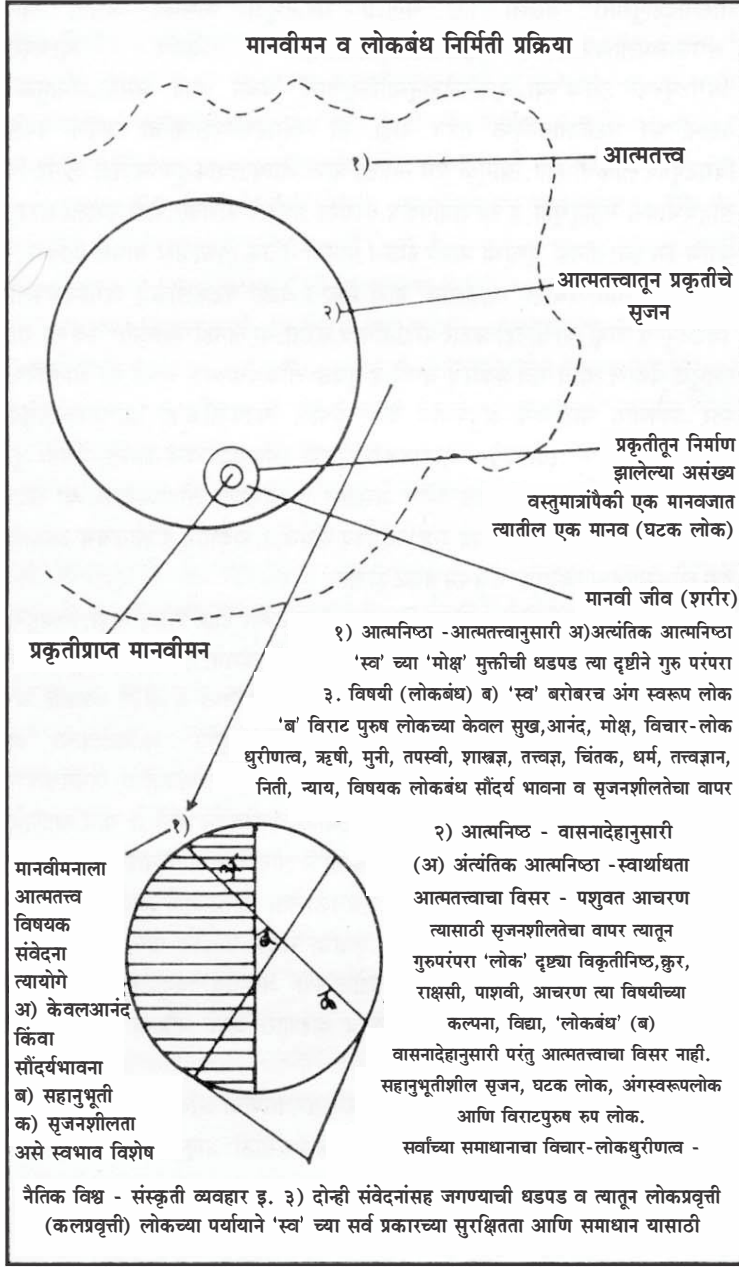 मानवीमन व लोकबंध निर्मिती प्रक्रिया
१)
आत्मतत्त्व
आत्मतत्त्वातून प्रकृतीचे
सृजन
२)
प्रकृतीतून निर्माण
झालेल्या असंख्य
वस्तुमात्रांपैकी एक मानवजात
त्यातील एक मानव (घटक लोक)
मानवी जीव (शरीर)
प्रकृतीप्राप्त मानवीमन
१) आत्मनिष्ठा -आत्मतत्त्वानुसारी अ)अत्यंतिक आत्मनिष्ठा
'स्व' च्या 'मोक्ष' मुक्तीची धडपड त्या दृष्टीने गुरु परंपरा
३. विषयी (लोकबंध) ब) 'स्व' बरोबरच अंग स्वरूप लोक
'ब' विराट पुरुष लोकच्या केवल सुख,आनंद, मोक्ष, विचार-लोक
धुरीणत्व, ऋषी, मुनी, तपस्वी, शास्त्रज्ञ, तत्त्वज्ञ, चिंतक, धर्म, तत्त्वज्ञान,
निती, न्याय, विषयक लोकबंध सौंदर्य भावना व सृजनशीलतेचा वापर
१)
मानवीमनाला
आत्मतत्त्व
विषयक
संवेदना
त्यायोगे
अ) केवलआनंद
किंवा
सौंदर्यभावना
ब) सहानुभूती
क) सृजनशीलता
असे स्वभाव विशेष
२) आत्मनिष्ठ - वासनादेहानुसारी
(अ) अंत्यंतिक आत्मनिष्ठा -स्वार्थाधता
आत्मतत्त्वाचा विसर - पशुवत आचरण
त्यासाठी सृजनशीलतेचा वापर त्यातून
गुरुपरंपरा 'लोक' दृष्ट्या विकृतीनिष्ठ,क्रुर,
राक्षसी, पाशवी, आचरण त्या विषयीच्या
कल्पना, विद्या, 'लोकबंध' (ब)
वासनादेहानुसारी परंतु आत्मतत्त्वाचा विसर नाही.
सहानुभूतीशील सृजन, घटक लोक, अंगस्वरूपलोक
आणि विराटपुरुष रुप लोक.
सर्वांच्या समाधानाचा विचार-लोकधुरीणत्व -
नैतिक विश्व - संस्कृती व्यवहार इ. ३) दोन्ही संवेदनांसह जगण्याची धडपड व त्यातून लोकप्रवृत्ती
(कलप्रवृत्ती) लोकच्या पर्यायाने 'स्व' च्या सर्व प्रकारच्या सुरक्षितता आणि समाधान यासाठी